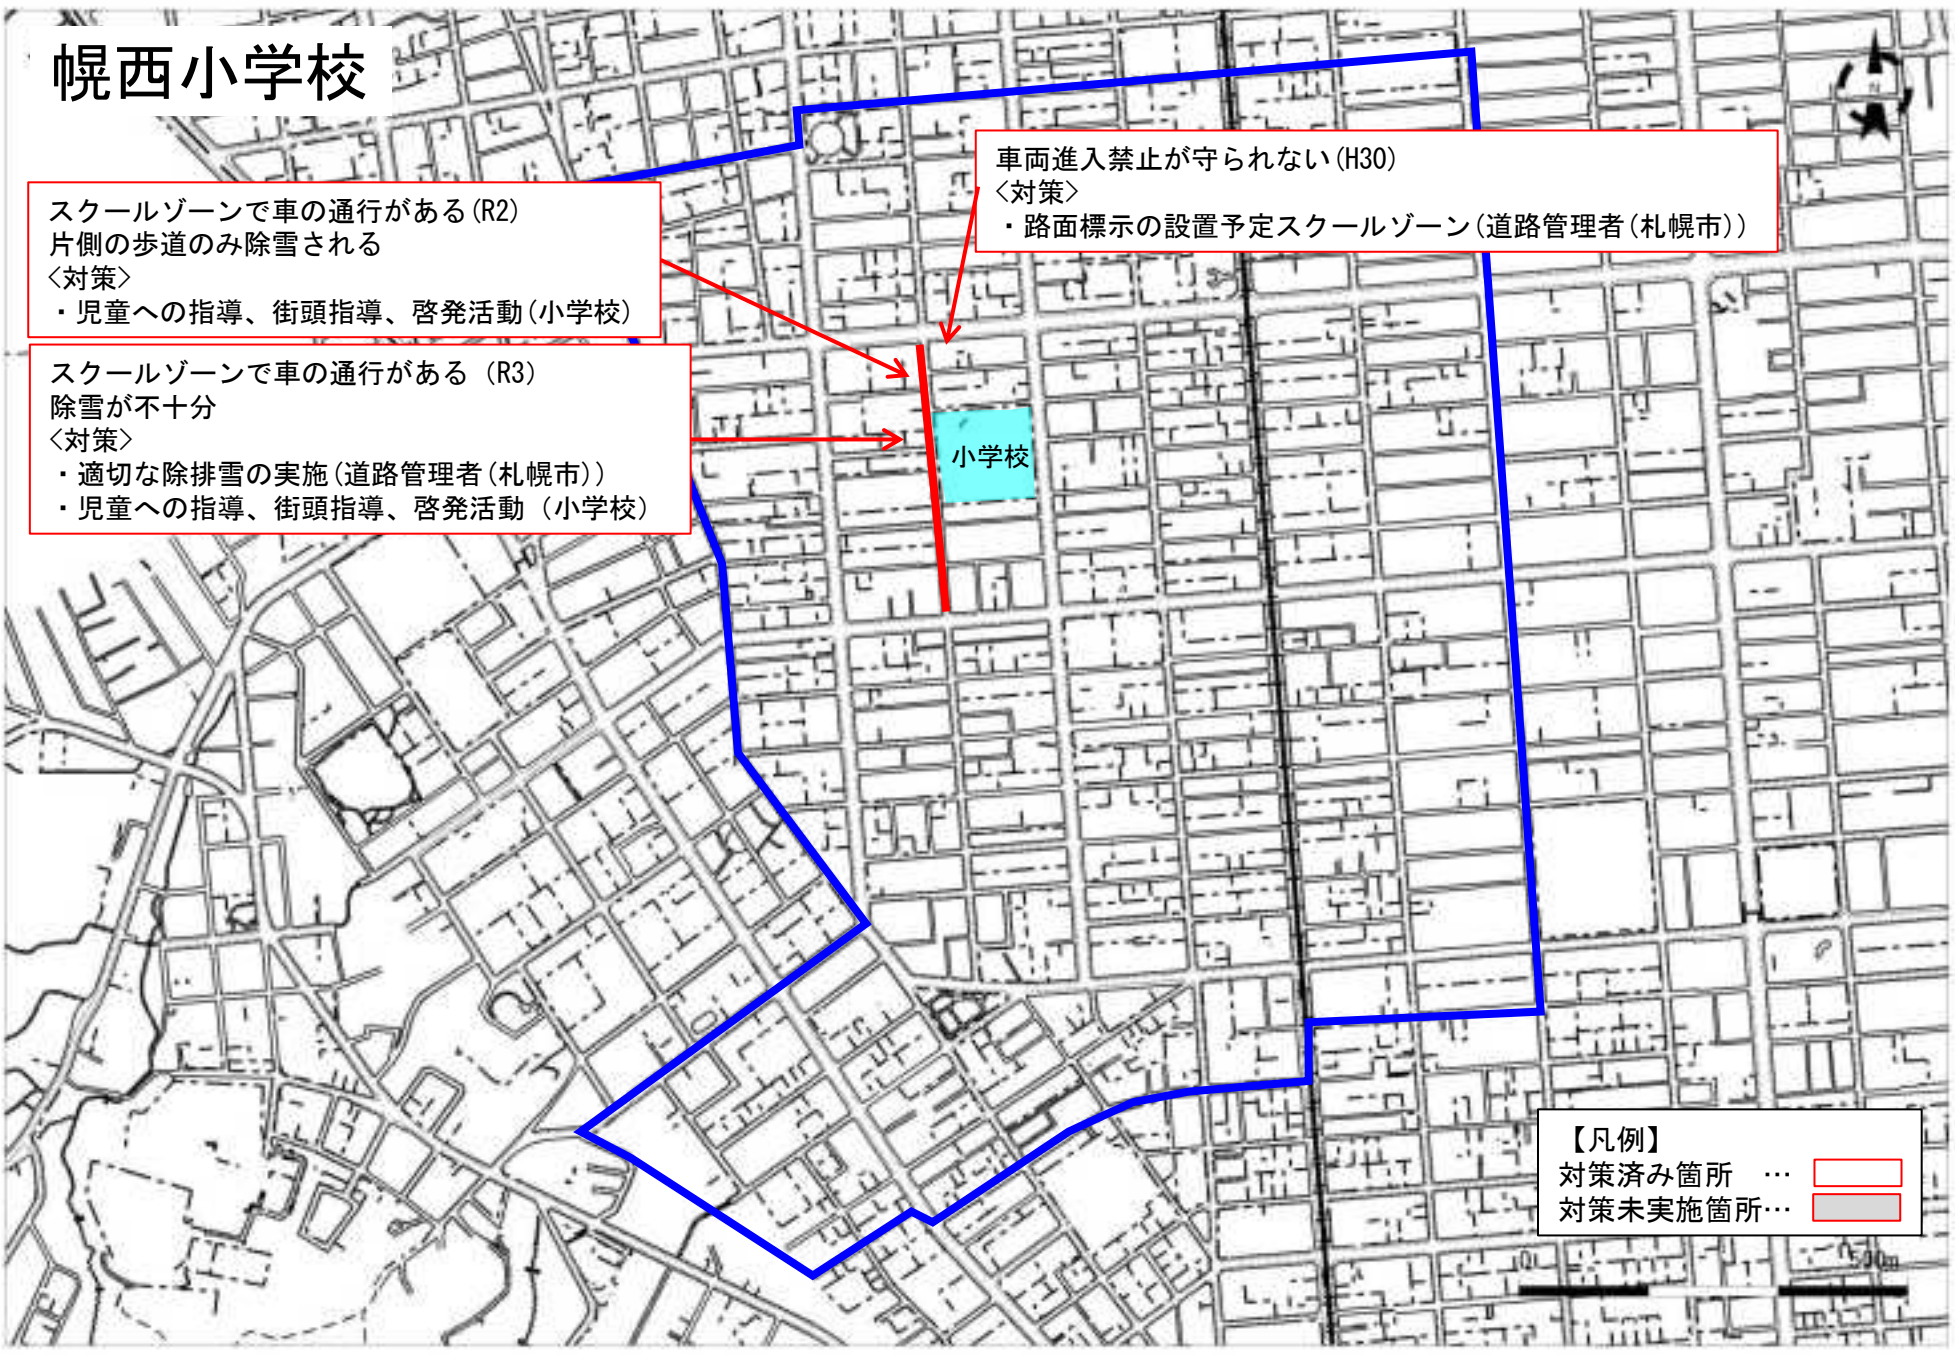 幌西小学校
N
車両進入禁止が守られない(H30)
<対策>
・路面標示の設置予定スクールゾーン(道路管理者(札幌市))
スクールゾーンで車の通行がある(R2)
片側の歩道のみ除雪される
<対策>
・児童への指導、街頭指導、啓発活動(小学校)
スクールゾーンで車の通行がある（R3）
除雪が不十分
<対策>
・適切な除排雪の実施(道路管理者(札幌市))
・児童への指導、街頭指導、啓発活動（小学校）
小学校
【凡例】
対策済み箇所　…
対策未実施箇所…
0
500m